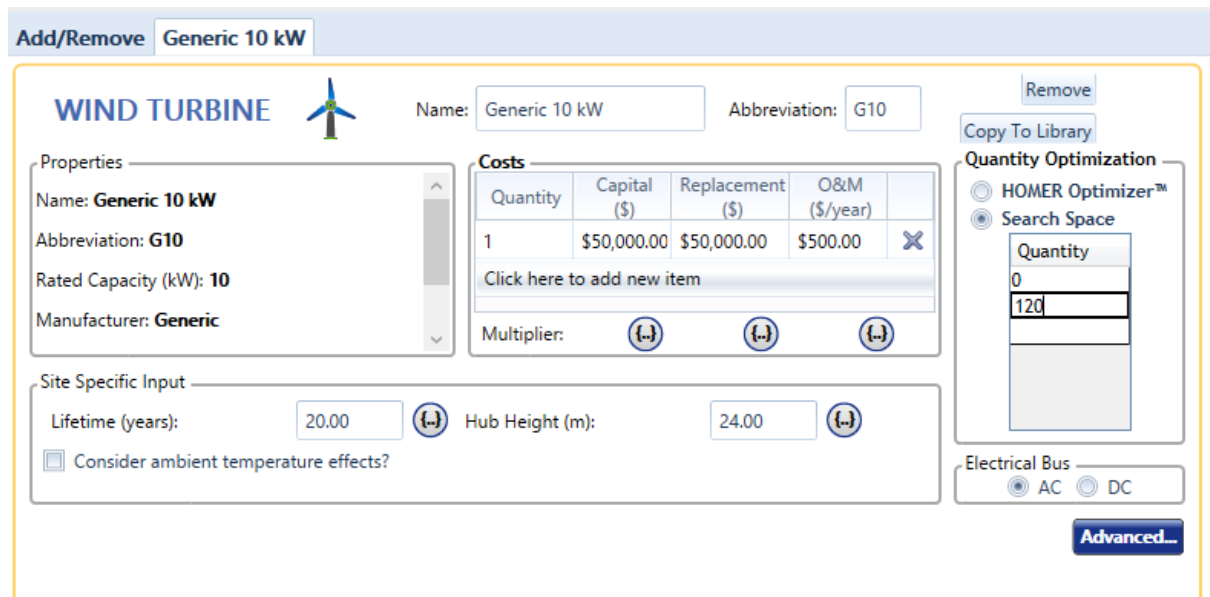 Add/Remove Generic 10 kW
WIND TURBINE
Name: Generic 10 kW Abbreviation: G10
Remove
Copy To Library
Properties
Name: Generic 10 kW
Abbreviation: G10
Rated Capacity (kW): 10
Manufacturer: Generic
Costs
Quantity Capital ($) Replacement ($) O&M ($/year)
1 $50,000.00 $50,000.00 $500.00
Click here to add new item
Multiplier: {..} {..} {..}
Quantity Optimization
HOMER Optimizer™
Search Space
Quantity
0
120
Site Specific Input
Lifetime (years): 20.00 {..} Hub Height (m): 24.00 {..}
Consider ambient temperature effects?
Electrical Bus
AC DC
Advanced...